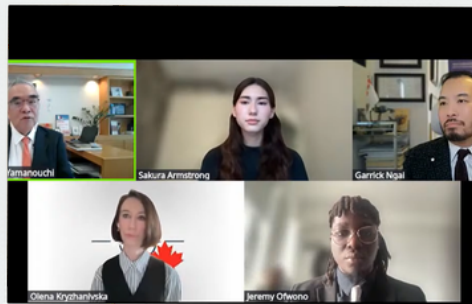 Yamanouchi
Sakura Armstrong
Garrick Ngai
Olena Kryzhanivska
Jeremy Ofwono